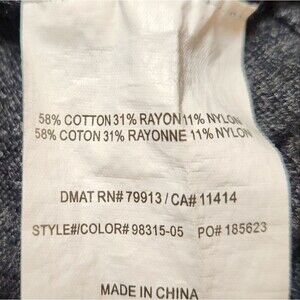 58% COTTON 31% RAYON 11% NYLON
58% COTON 31% RAYONNE 11% NYLON
DMAT RN# 79913 / CA# 11414
STYLE#/COLOR# 98315-05 PO# 185623
MADE IN CHINA